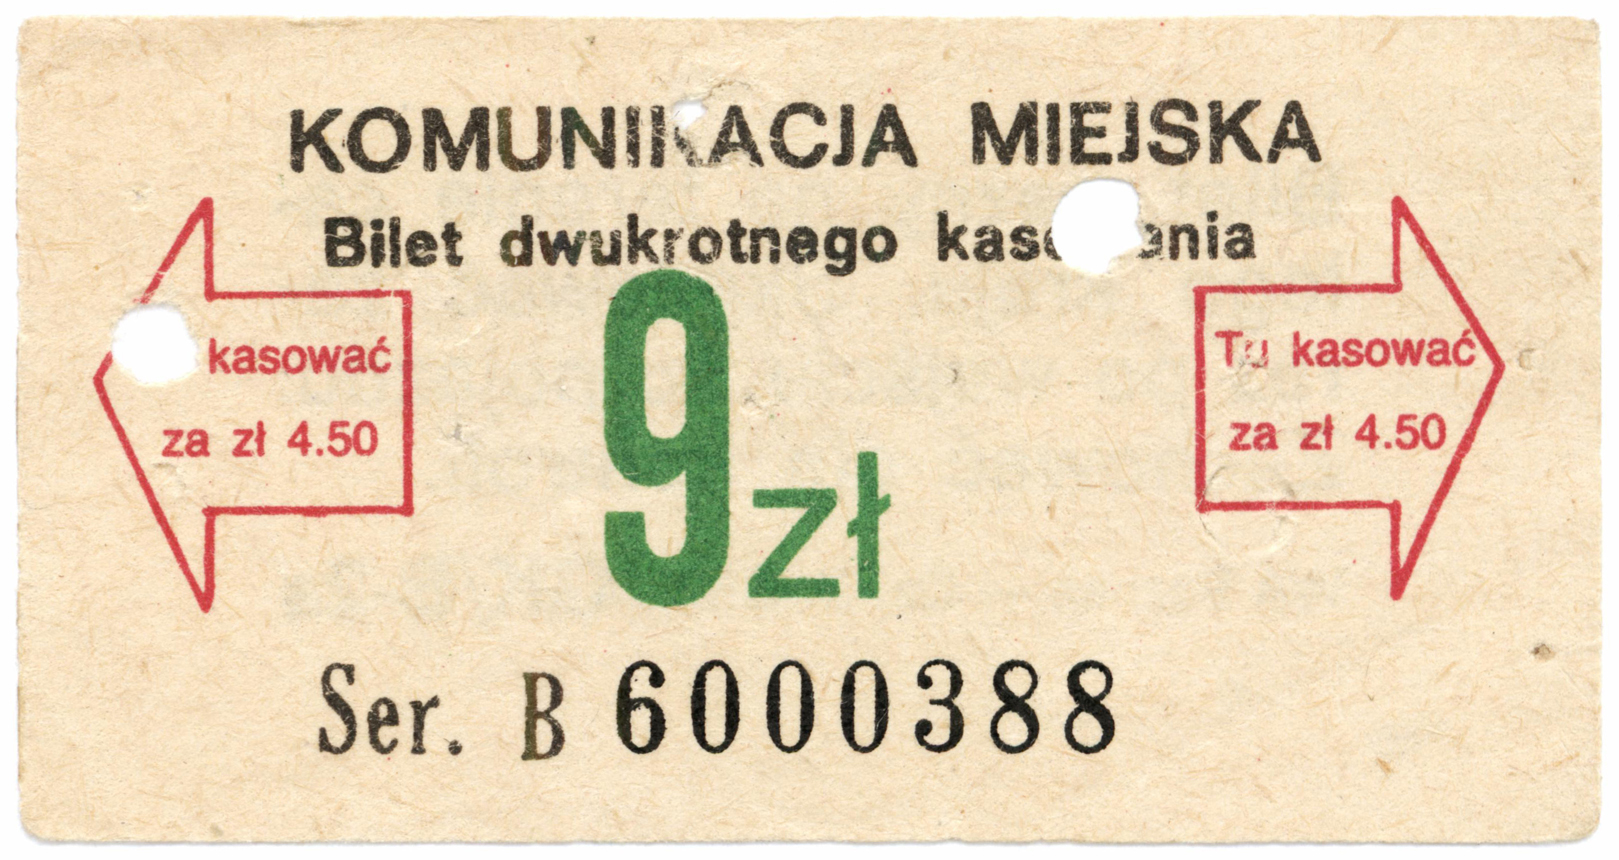 KOMUNIKACJA MIEJSKA
Bilet dwukrotnego
kasować
za zł 4.50
9 zł
Tu kasować
za zł 4.50
Ser. B 6000388